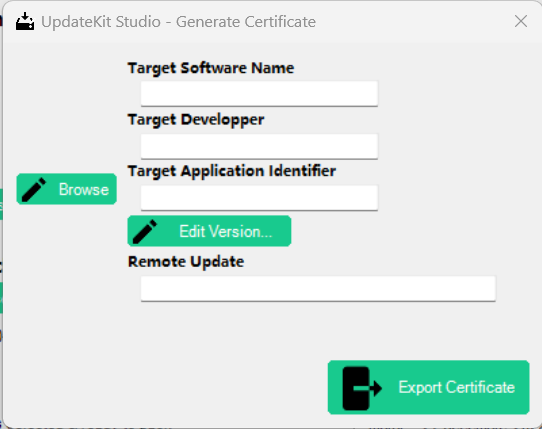 UpdateKit Studio - Generate Certificate
Target Software Name
Target Developper
Target Application Identifier
Browse
Edit Version...
Remote Update
Export Certificate